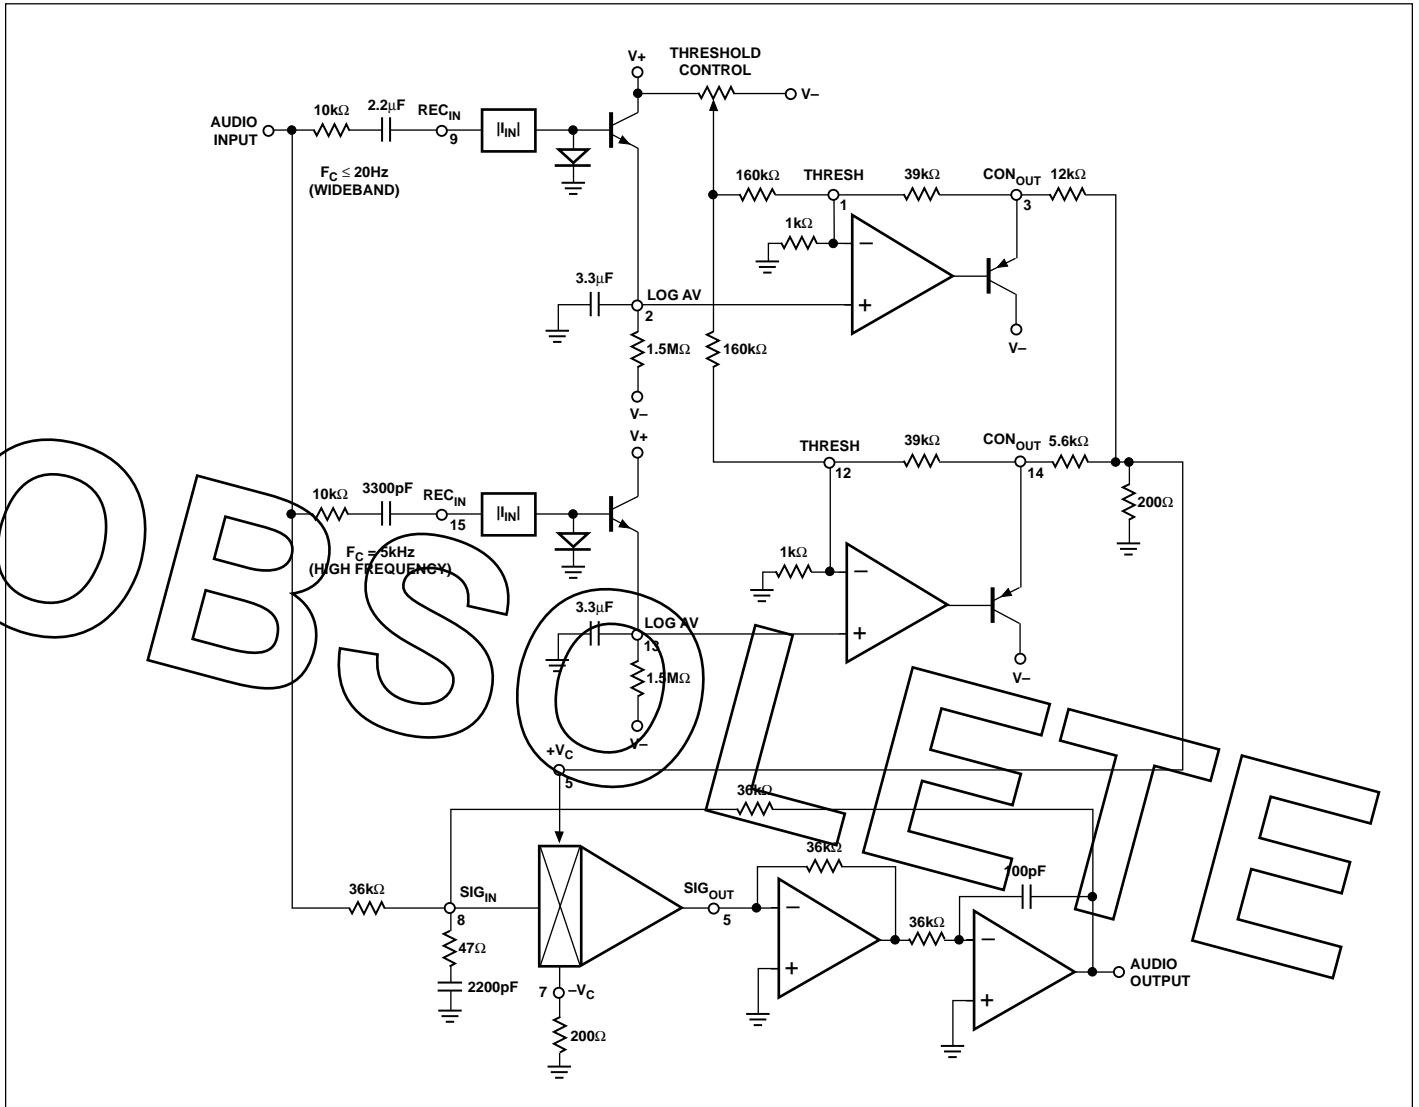 V+
THRESHOLD
CONTROL
V–
AUDIO
INPUT
10kΩ
2.2μF
REC_IN
9
|I_IN|
F_C ≤ 20Hz
(WIDEBAND)
160kΩ
THRESH
1
39kΩ
CON_OUT
3
12kΩ
1kΩ
–
+
V–
3.3μF
LOG AV
2
1.5MΩ
160kΩ
V–
V+
THRESH
12
39kΩ
CON_OUT
14
5.6kΩ
200Ω
10kΩ
3300pF
REC_IN
15
|I_IN|
F_C = 5kHz
(HIGH FREQUENCY)
1kΩ
–
+
V–
3.3μF
LOG AV
13
1.5MΩ
V–
OBSOLETE
+V_C
5
36kΩ
36kΩ
SIG_IN
8
47Ω
2200pF
7
–V_C
200Ω
SIG_OUT
5
36kΩ
–
+
36kΩ
100pF
–
+
AUDIO
OUTPUT